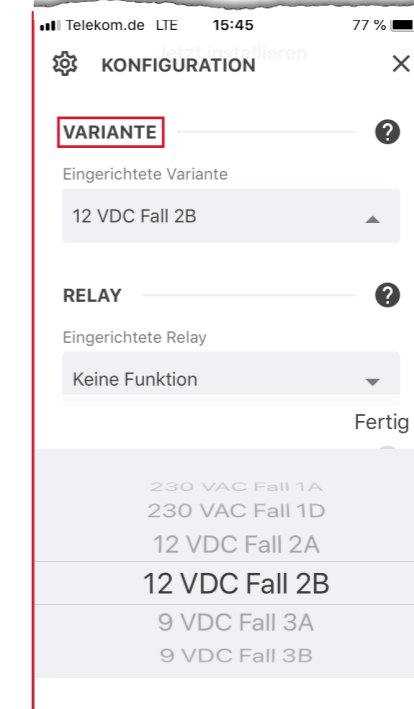 Telekom.de LTE 15:45 77 %
Jetzt installieren
KONFIGURATION
VARIANTE
Eingerichtete Variante
12 VDC Fall 2B
RELAY
Eingerichtete Relay
Keine Funktion
Fertig
230 VAC Fall 1A
230 VAC Fall 1D
12 VDC Fall 2A
12 VDC Fall 2B
9 VDC Fall 3A
9 VDC Fall 3B